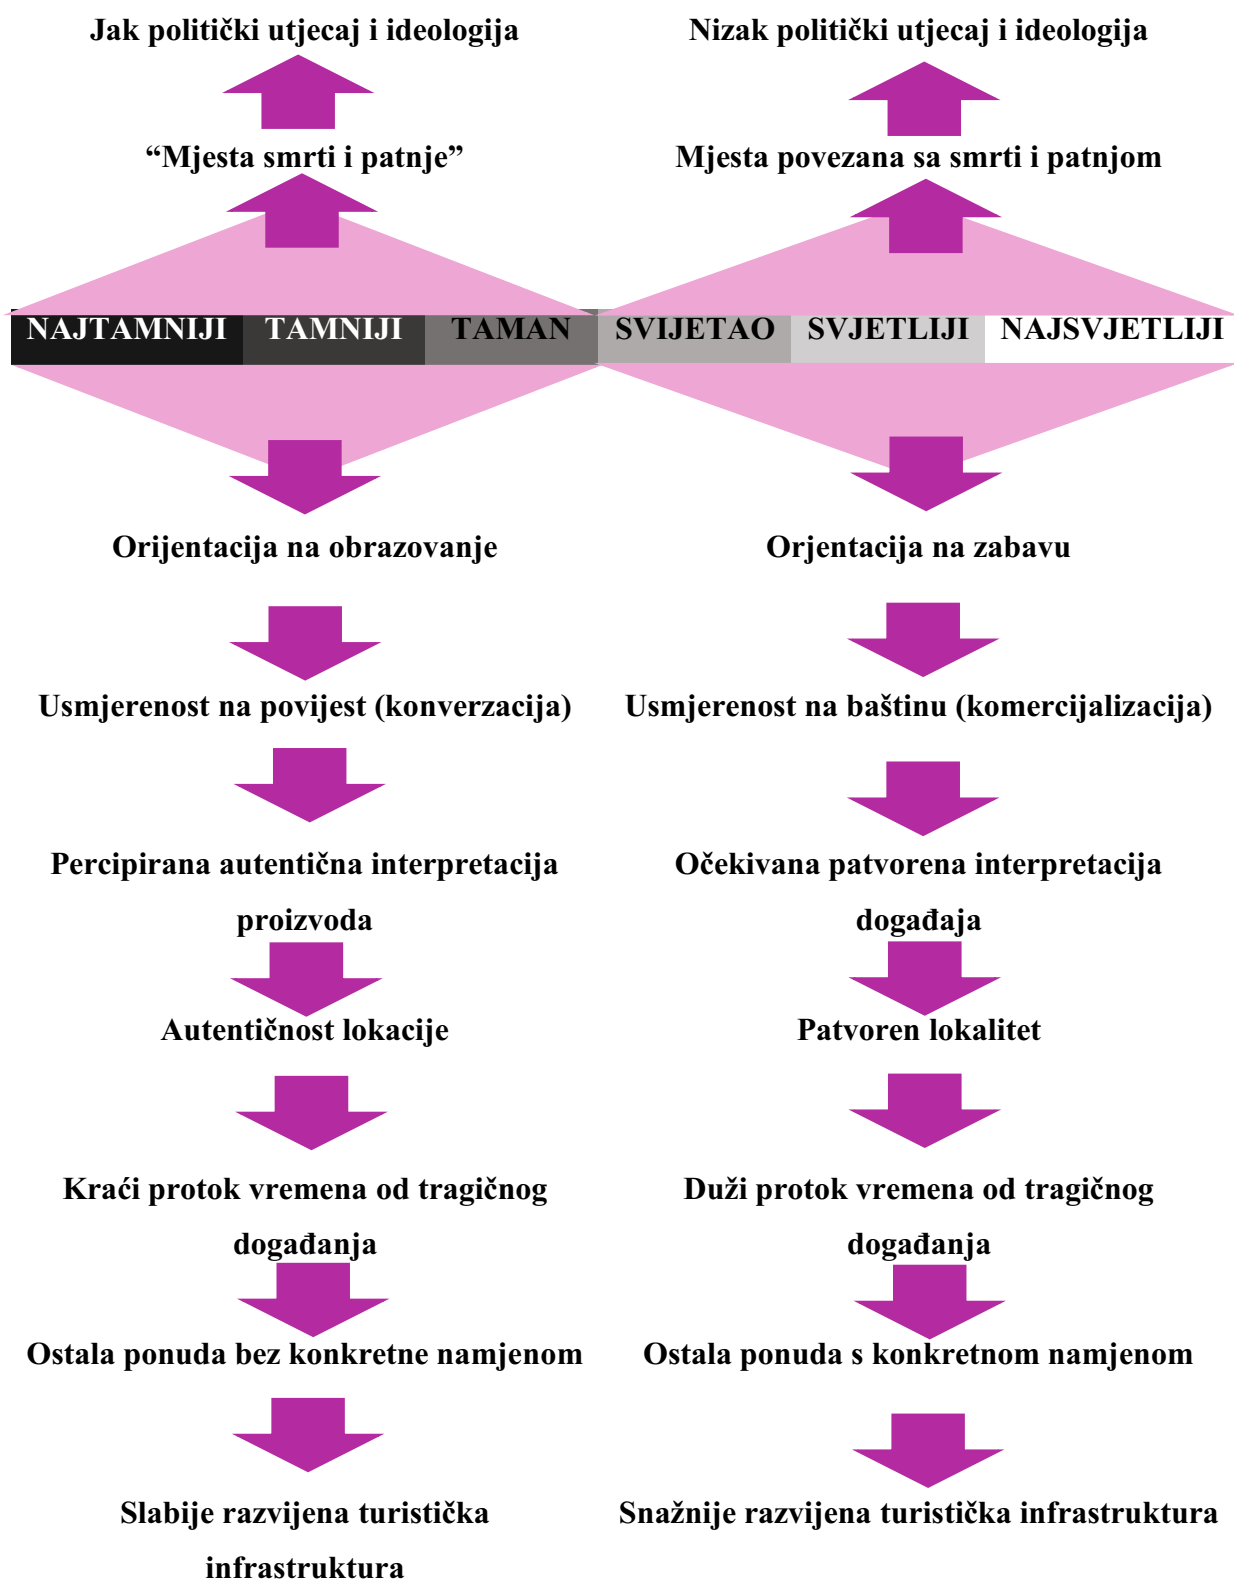 Jak politički utjecaj i ideologija
Nizak politički utjecaj i ideologija
“Mjesta smrti i patnje”
Mjesta povezana sa smrti i patnjom
NAJTAMNIJI TAMNIJI TAMAN SVIJETAO SVJETLIJI NAJSVJETLIJI
Orijentacija na obrazovanje
Orjentacija na zabavu
Usmjerenost na povijest (konverzacija)
Usmjerenost na baštinu (komercijalizacija)
Percipirana autentična interpretacija
proizvoda
Očekivana patvorena interpretacija
događaja
Autentičnost lokacije
Patvoren lokalitet
Kraći protok vremena od tragičnog
događanja
Duži protok vremena od tragičnog
događanja
Ostala ponuda bez konkretne namjenom
Ostala ponuda s konkretnom namjenom
Slabije razvijena turistička
infrastruktura
Snažnije razvijena turistička infrastruktura